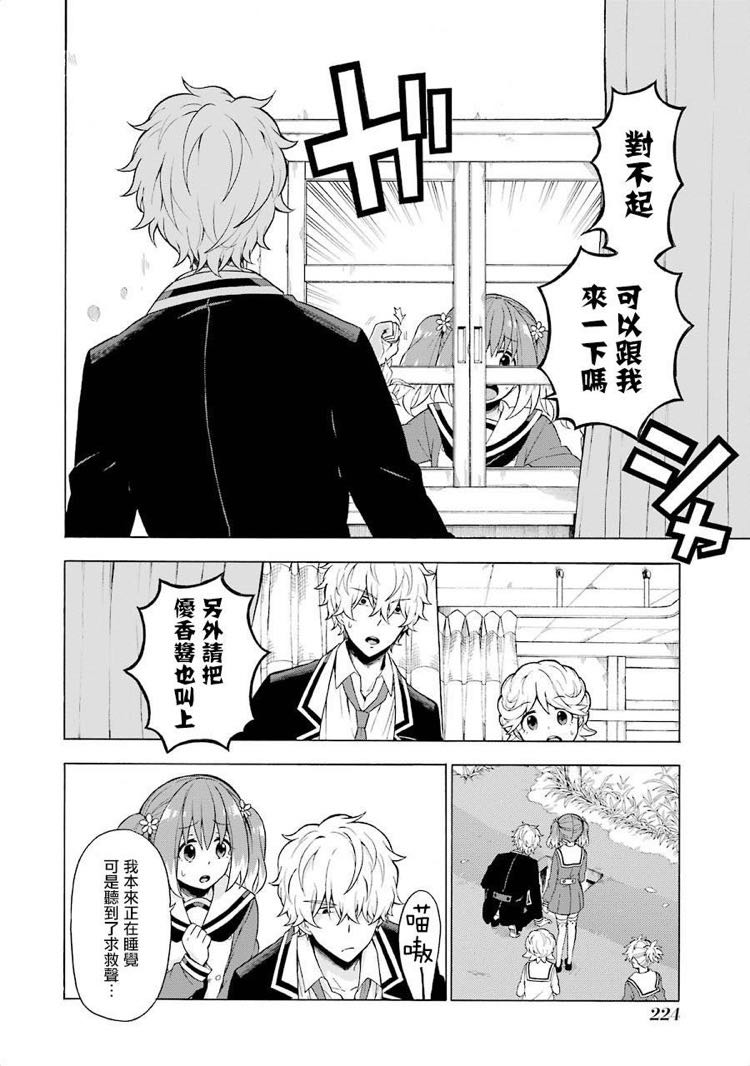 對不起
可以跟我
來一下嗎
ガ
シャ
另外請把
優香醬也叫上
喵嗷—
我本來正在睡覺
可是聽到了求救聲…
224